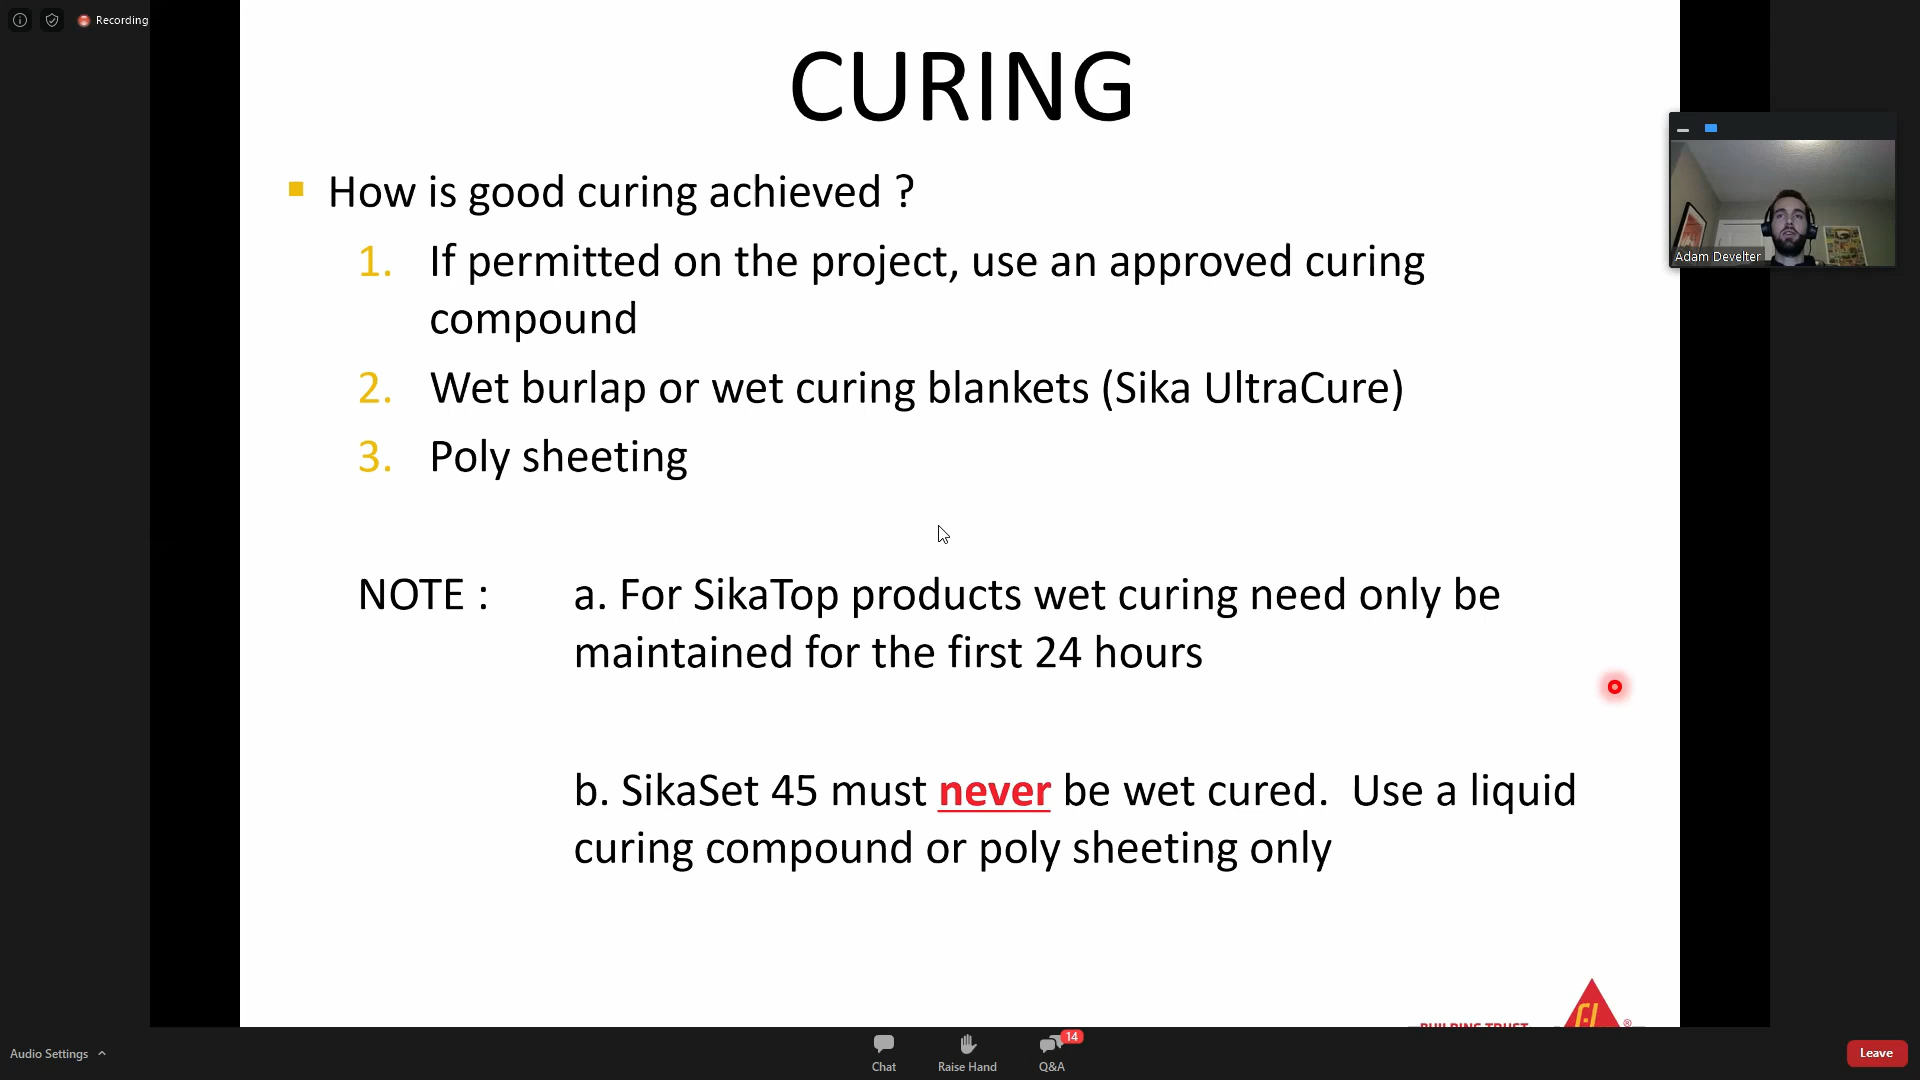 Recording
CURING
How is good curing achieved ?
1. If permitted on the project, use an approved curing
compound
2. Wet burlap or wet curing blankets (Sika UltraCure)
3. Poly sheeting
NOTE : a. For SikaTop products wet curing need only be
maintained for the first 24 hours
b. SikaSet 45 must never be wet cured. Use a liquid
curing compound or poly sheeting only
Adam Develter
BUILDING TRUST
®
Audio Settings
Chat
Raise Hand
14
Q&A
Leave